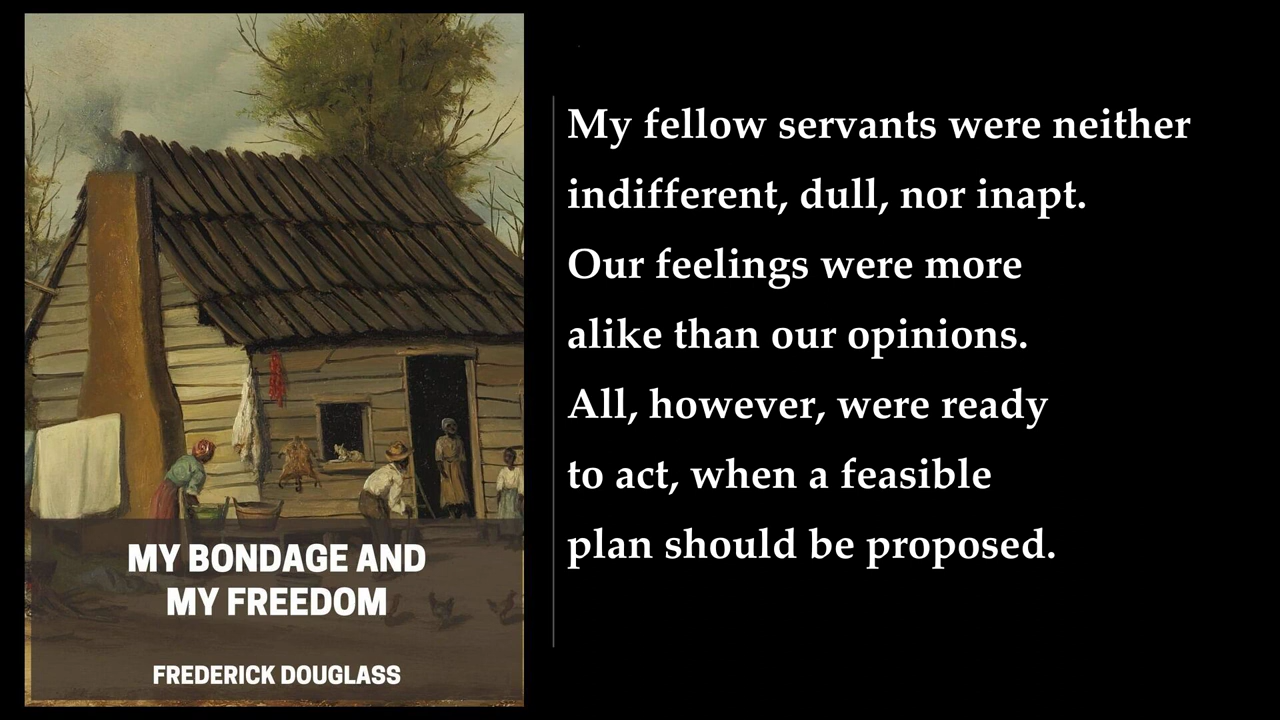 MY BONDAGE AND
MY FREEDOM
FREDERICK DOUGLASS
My fellow servants were neither
indifferent, dull, nor inapt.
Our feelings were more
alike than our opinions.
All, however, were ready
to act, when a feasible
plan should be proposed.